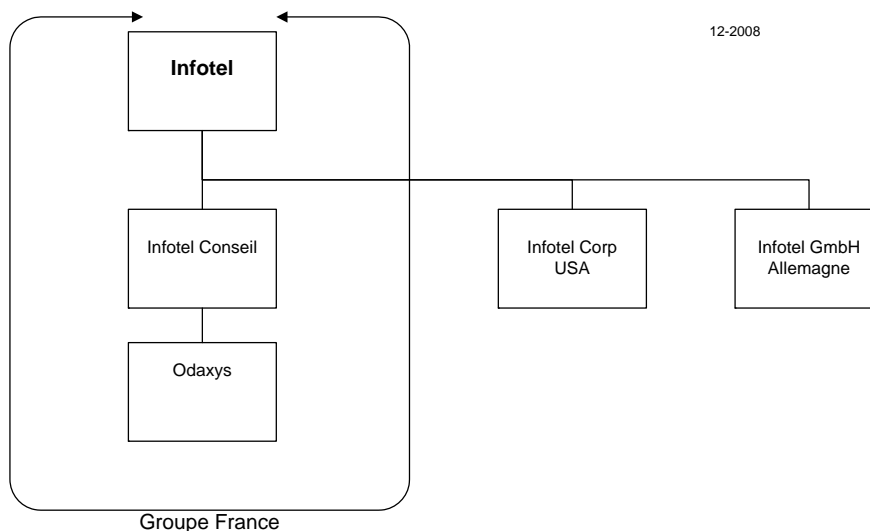 12-2008
Infotel
Infotel Conseil
Infotel Corp
USA
Infotel GmbH
Allemagne
Odaxys
Groupe France